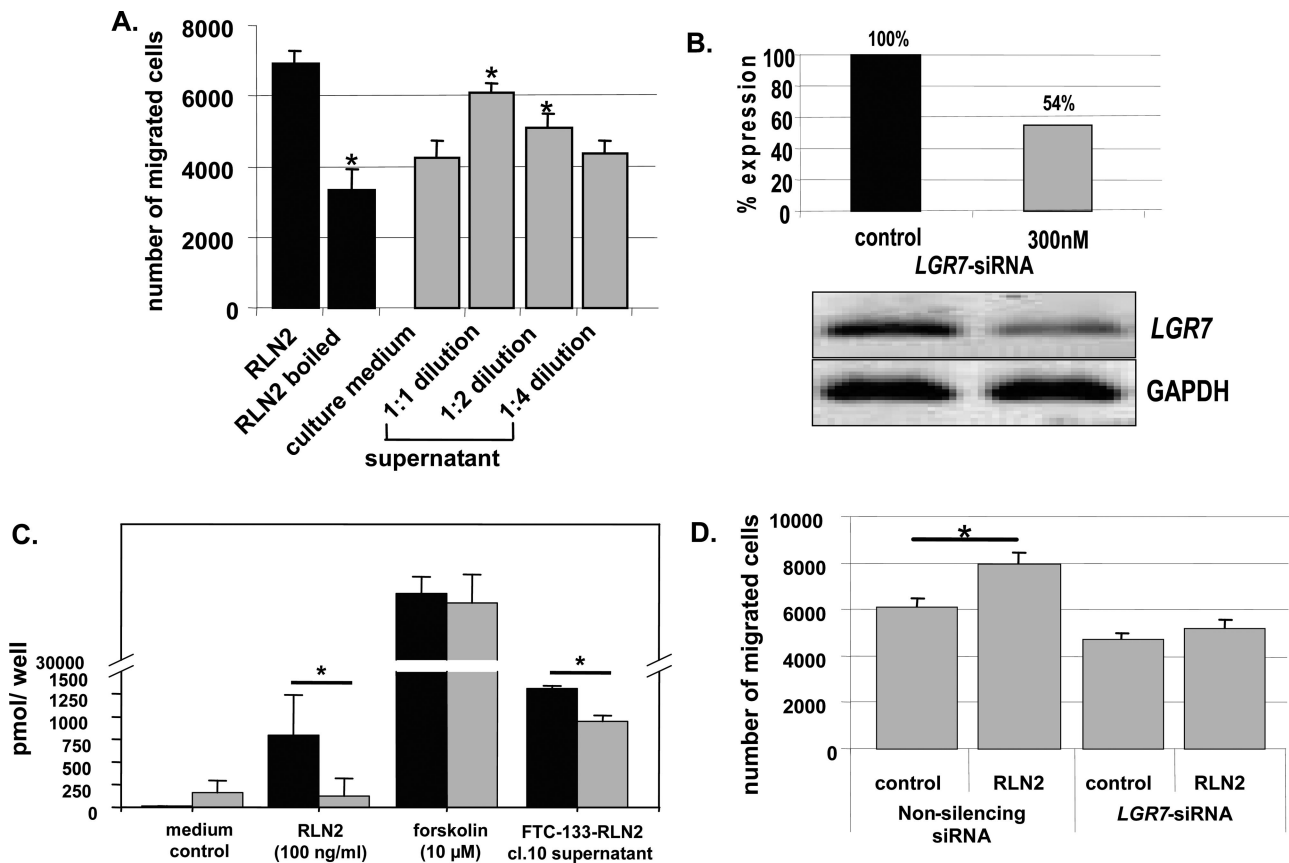 A.
number of migrated cells
8000
6000
4000
2000
0
*
*
*
RLN2
RLN2 boiled
culture medium
1:1 dilution
1:2 dilution
1:4 dilution
supernatant
B.
% expression
100
80
60
40
20
0
100%
54%
control
300nM
LGR7-siRNA
LGR7
GAPDH
C.
pmol/ well
30000
1500
1250
1000
750
500
250
0
*
*
medium
control
RLN2
(100 ng/ml)
forskolin
(10 µM)
FTC-133-RLN2
cl.10 supernatant
D.
number of migrated cells
10000
8000
6000
4000
2000
0
*
control
RLN2
control
RLN2
Non-silencing
siRNA
LGR7-siRNA